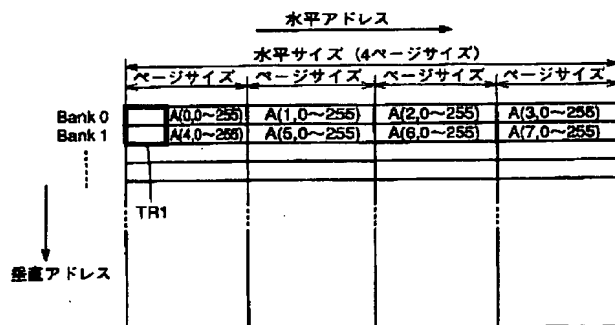 水平アドレス
水平サイズ (4ページサイズ)
ページサイズ ページサイズ ページサイズ ページサイズ
Bank 0 A(0,0～255) A(1,0～255) A(2,0～255) A(3,0～255)
Bank 1 A(4,0～255) A(5,0～255) A(6,0～255) A(7,0～255)
TR1
垂直アドレス